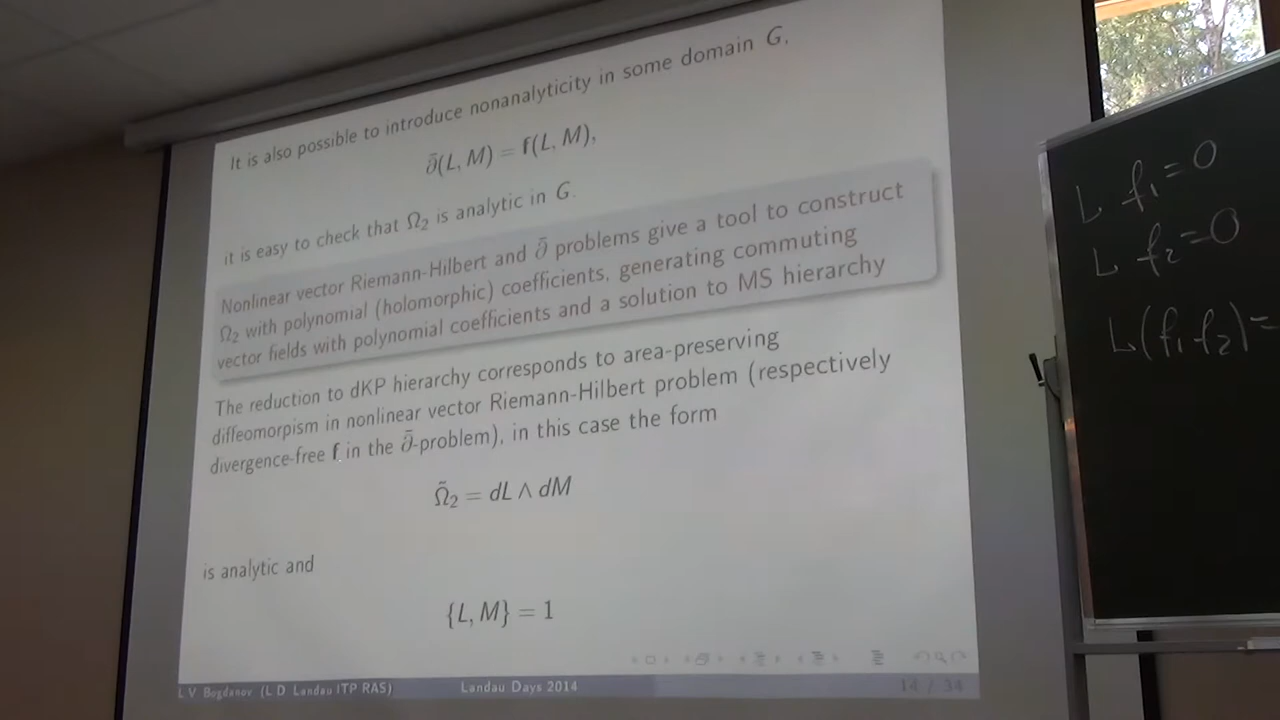 It is also possible to introduce nonanalyticity in some domain G,
∂̄(L, M) = f(L, M),
it is easy to check that Ω₂ is analytic in G.
Nonlinear vector Riemann-Hilbert and ∂̄ problems give a tool to construct
Ω₂ with polynomial (holomorphic) coefficients, generating commuting
vector fields with polynomial coefficients and a solution to MS hierarchy
The reduction to dKP hierarchy corresponds to area-preserving
diffeomorpism in nonlinear vector Riemann-Hilbert problem (respectively
divergence-free f in the ∂̄-problem), in this case the form
Ω̃₂ = dL ∧ dM
is analytic and
{L, M} = 1
L V Bogdanov (L D Landau ITP RAS) Landau Days 2014 14 / 34
L f₁ = 0
L f₂ = 0
L(f₁ f₂) =